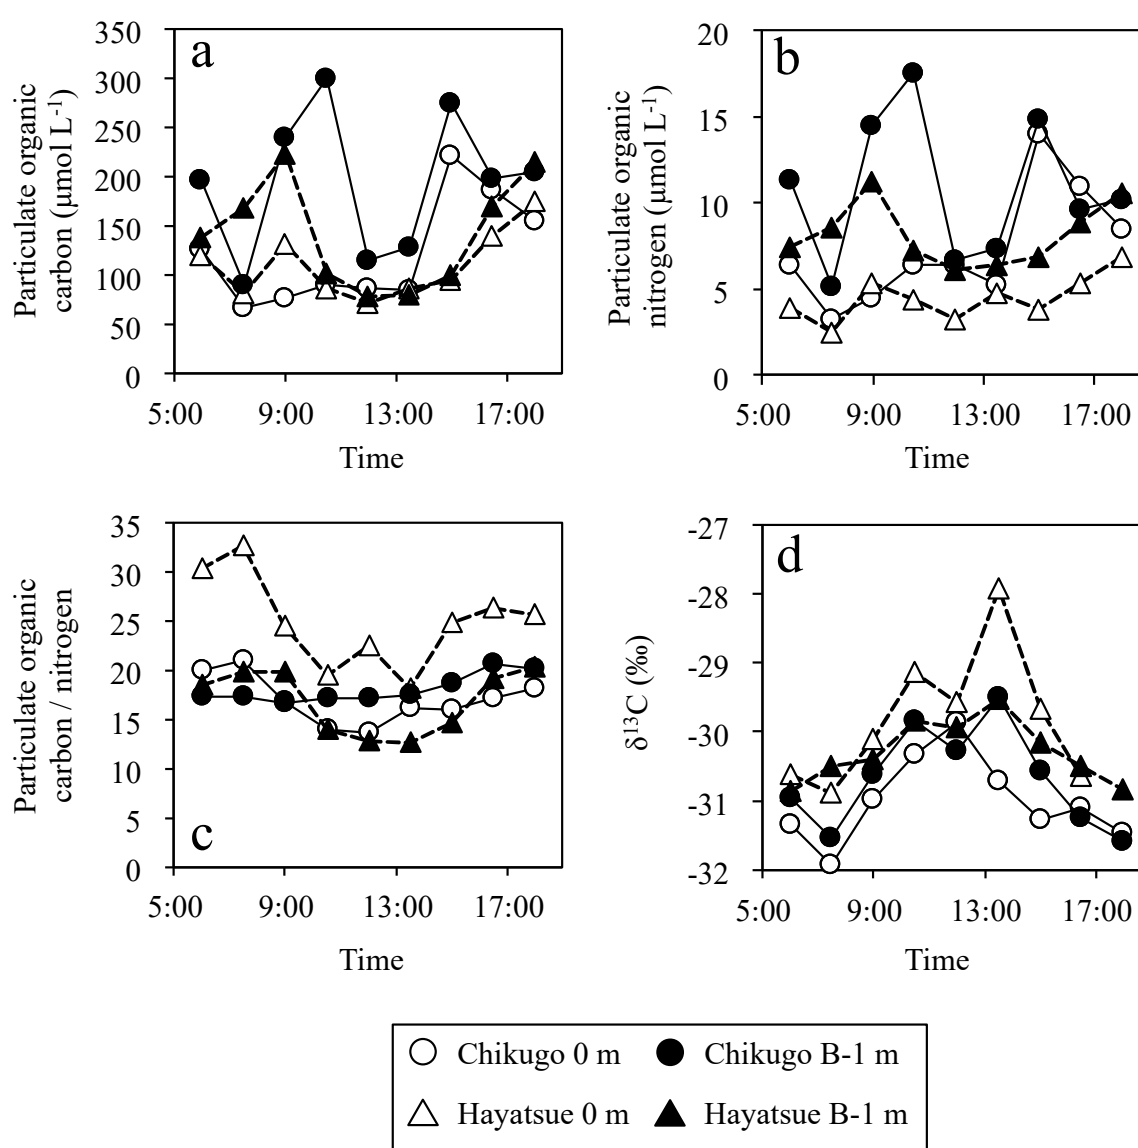 a
Particulate organic
carbon (µmol L-1)
350
300
250
200
150
100
50
0
5:00 9:00 13:00 17:00
Time
b
Particulate organic
nitrogen (µmol L-1)
20
15
10
5
0
5:00 9:00 13:00 17:00
Time
c
Particulate organic
carbon / nitrogen
35
30
25
20
15
10
5
0
5:00 9:00 13:00 17:00
Time
d
δ13C (‰)
-27
-28
-29
-30
-31
-32
5:00 9:00 13:00 17:00
Time
Chikugo 0 m Chikugo B-1 m
Hayatsue 0 m Hayatsue B-1 m